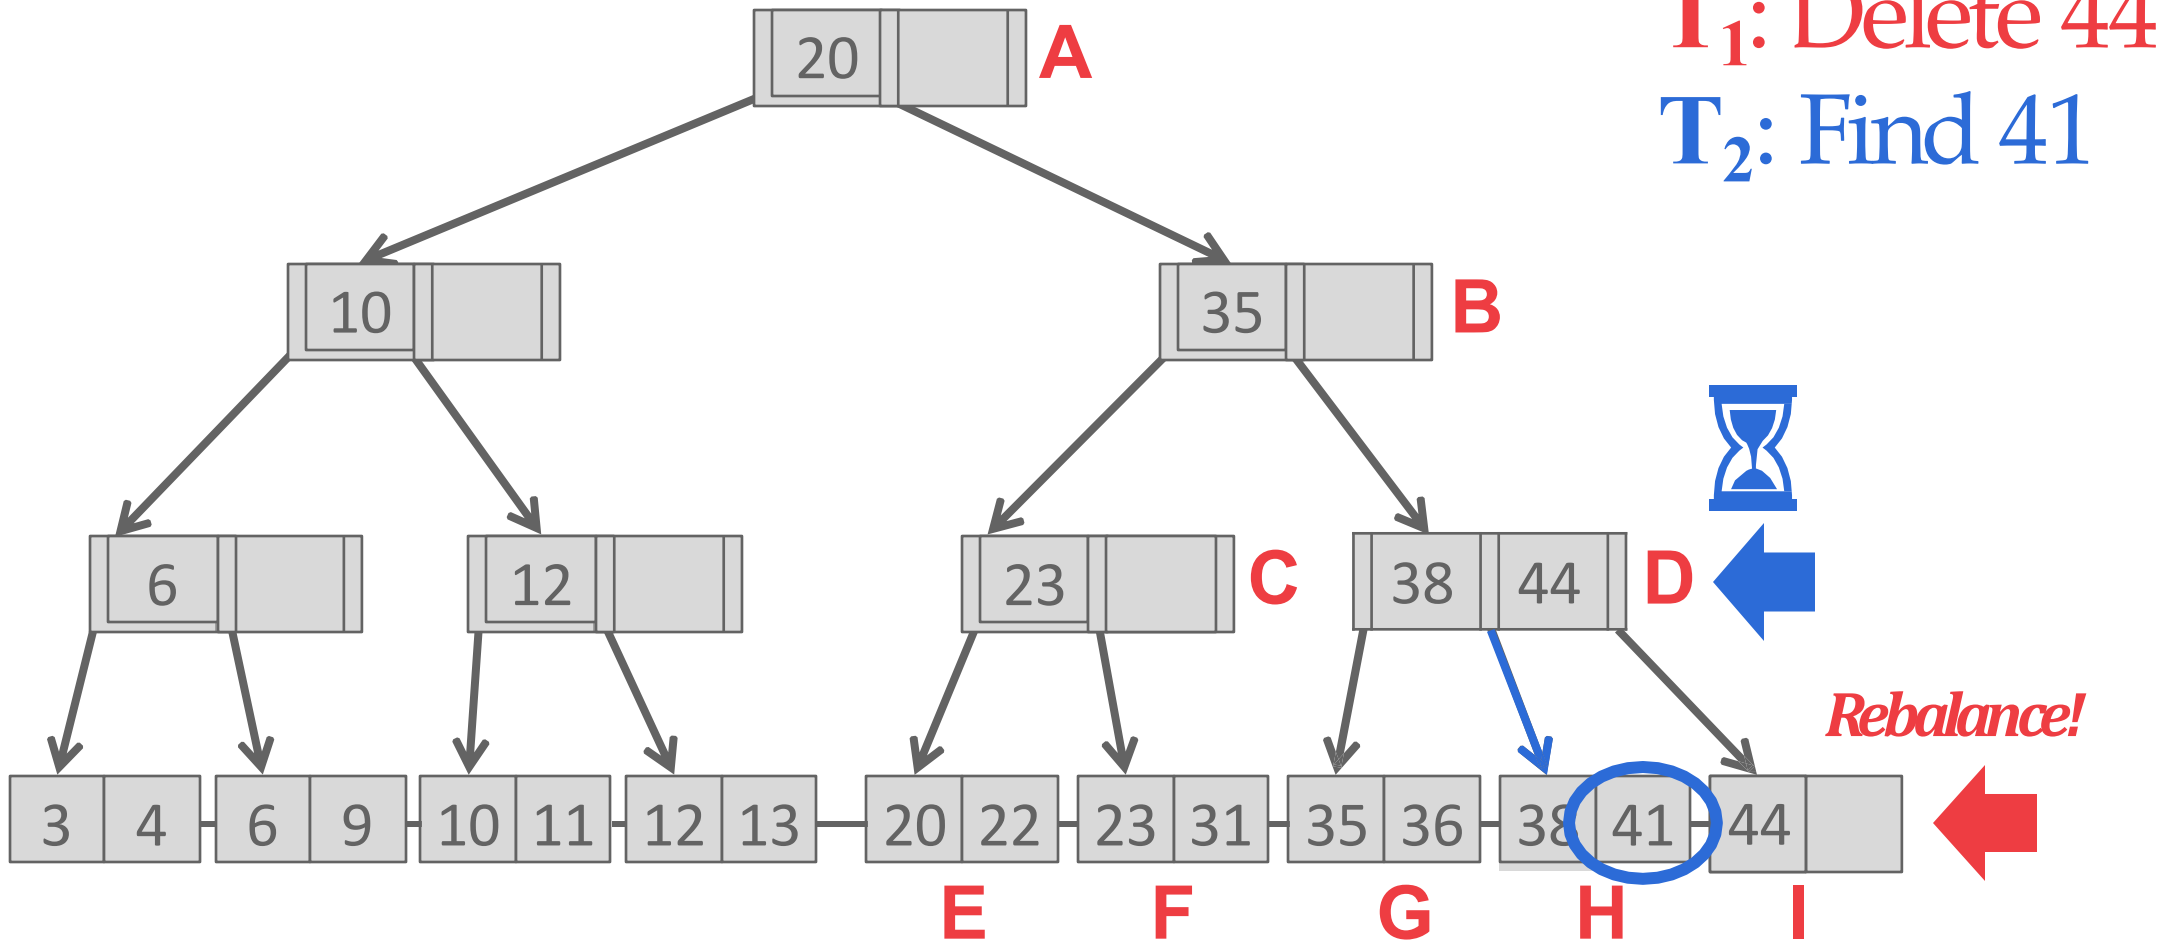 T1: Delete 44
20 A
T2: Find 41
10
35 B
6
12
23 C
38 44 D
Rebalance!
3 4 6 9 10 11 12 13 20 22 23 31 35 36 38 41 44
E F G H I